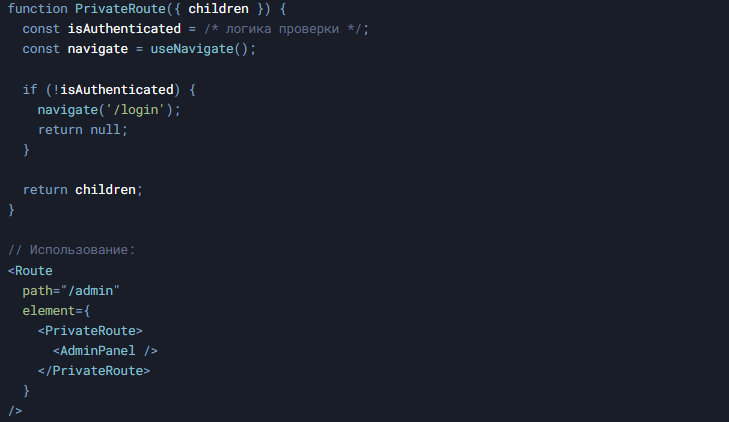 function PrivateRoute({ children }) {
  const isAuthenticated = /* логика проверки */;
  const navigate = useNavigate();

  if (!isAuthenticated) {
    navigate('/login');
    return null;
  }

  return children;
}

// Использование:
<Route
  path="/admin"
  element={
    <PrivateRoute>
      <AdminPanel />
    </PrivateRoute>
  }
/>